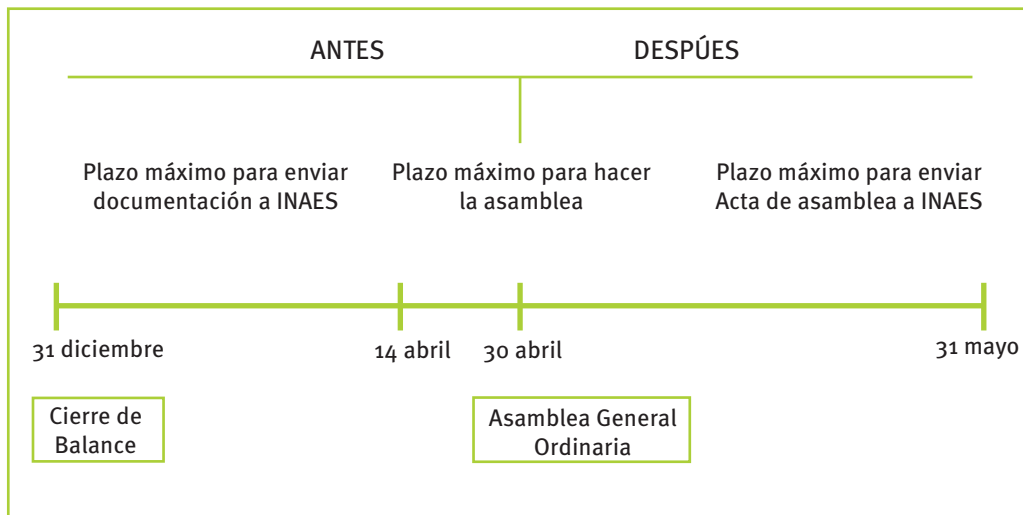 ANTES
DESPÚES
Plazo máximo para enviar
documentación a INAES
Plazo máximo para hacer
la asamblea
Plazo máximo para enviar
Acta de asamblea a INAES
31 diciembre
14 abril
30 abril
31 mayo
Cierre de
Balance
Asamblea General
Ordinaria